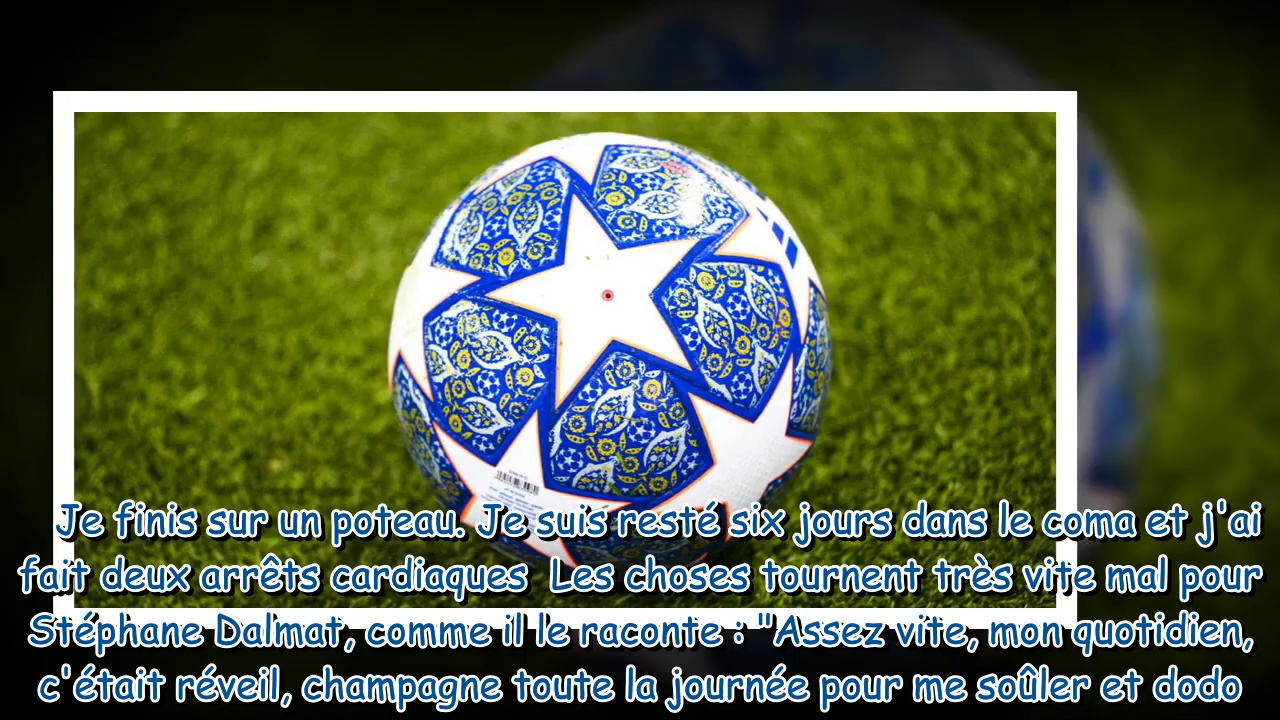 Je finis sur un poteau. Je suis resté six jours dans le coma et j'ai
fait deux arrêts cardiaques  Les choses tournent très vite mal pour
Stéphane Dalmat, comme il le raconte : "Assez vite, mon quotidien,
c'était réveil, champagne toute la journée pour me soûler et dodo